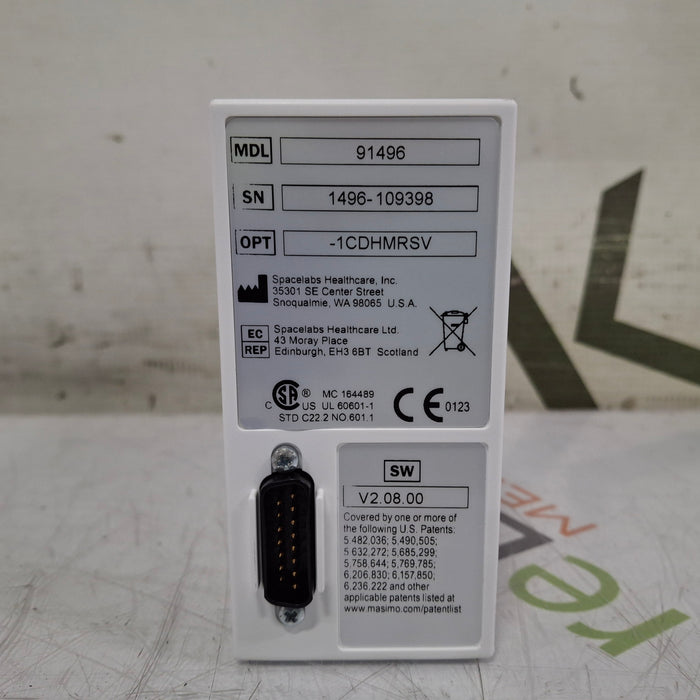 MDL 91496
SN 1496-109398
OPT -1CDHMRSV
Spacelabs Healthcare, Inc.
35301 SE Center Street
Snoqualmie, WA 98065 U.S.A.
EC REP
Spacelabs Healthcare Ltd.
43 Moray Place
Edinburgh, EH3 6BT Scotland
C SA ® US
MC 164489
UL 60601-1
STD C22.2 NO.601.1
CE 0123
SW
V2.08.00
Covered by one or more of
the following U.S. Patents:
5,482,036; 5,490,505;
5,632,272; 5,685,299;
5,758,644; 5,769,785;
6,206,830; 6,157,850;
6,236,222 and other
applicable patents listed at
www.masimo.com/patentlist
re
ME